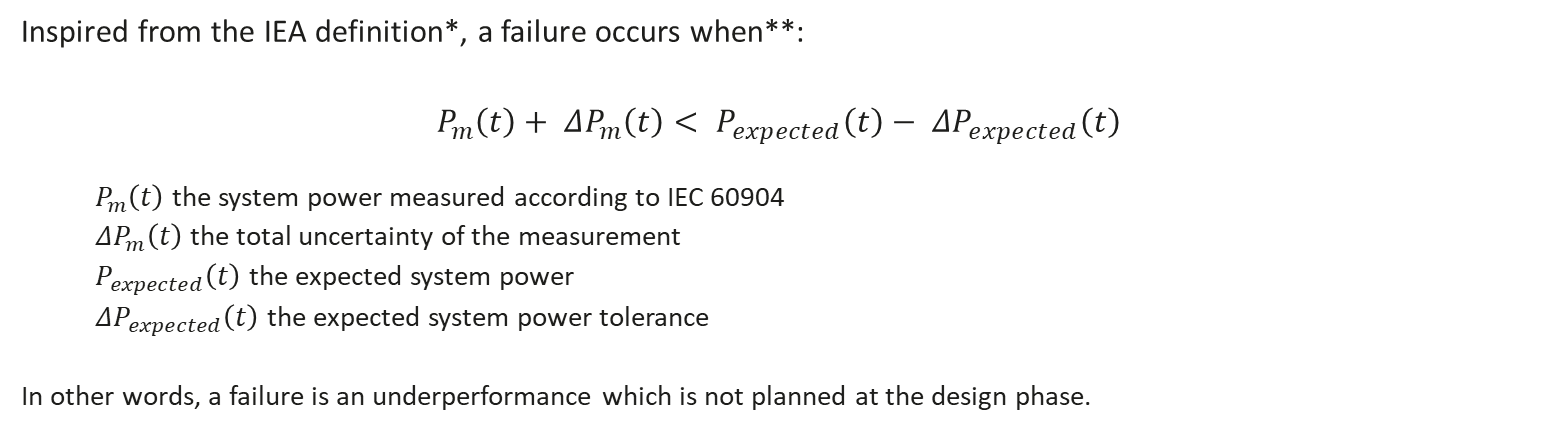 Inspired from the IEA definition*, a failure occurs when**:
𝑃𝑚(𝑡) + 𝛥𝑃𝑚(𝑡) < 𝑃𝑒𝑥𝑝𝑒𝑐𝑡𝑒𝑑(𝑡) − 𝛥𝑃𝑒𝑥𝑝𝑒𝑐𝑡𝑒𝑑(𝑡)
𝑃𝑚(𝑡) the system power measured according to IEC 60904
𝛥𝑃𝑚(𝑡) the total uncertainty of the measurement
𝑃𝑒𝑥𝑝𝑒𝑐𝑡𝑒𝑑(𝑡) the expected system power
𝛥𝑃𝑒𝑥𝑝𝑒𝑐𝑡𝑒𝑑(𝑡) the expected system power tolerance
In other words, a failure is an underperformance which is not planned at the design phase.